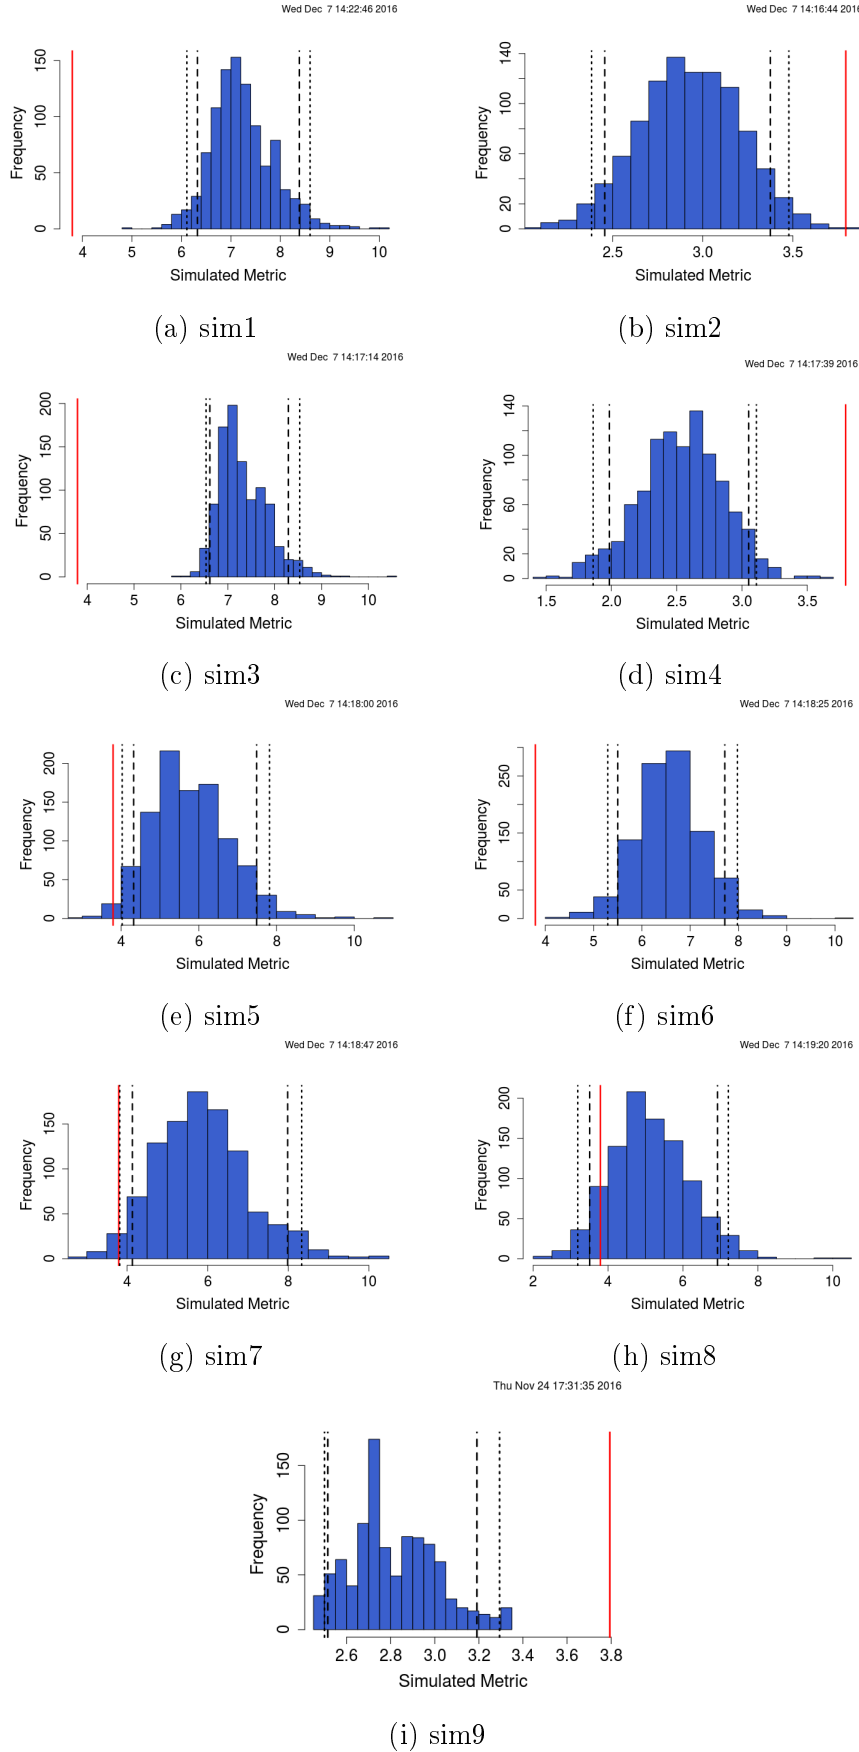 Wed Dec 7 14:22:46 2016
150
100
50
0
Frequency
4 5 6 7 8 9 10
Simulated Metric
(a) sim1
Wed Dec 7 14:16:44 2016
140
100
60
20
0
Frequency
2.5 3.0 3.5
Simulated Metric
(b) sim2
Wed Dec 7 14:17:14 2016
200
150
100
50
0
Frequency
4 5 6 7 8 9 10
Simulated Metric
(c) sim3
Wed Dec 7 14:17:39 2016
140
100
60
20
0
Frequency
1.5 2.0 2.5 3.0 3.5
Simulated Metric
(d) sim4
Wed Dec 7 14:18:00 2016
200
150
100
50
0
Frequency
4 6 8 10
Simulated Metric
(e) sim5
Wed Dec 7 14:18:25 2016
250
150
50
0
Frequency
4 5 6 7 8 9 10
Simulated Metric
(f) sim6
Wed Dec 7 14:18:47 2016
150
100
50
0
Frequency
4 6 8 10
Simulated Metric
(g) sim7
Wed Dec 7 14:19:20 2016
200
150
100
50
0
Frequency
2 4 6 8 10
Simulated Metric
(h) sim8
Thu Nov 24 17:31:35 2016
150
100
50
0
Frequency
2.6 2.8 3.0 3.2 3.4 3.6 3.8
Simulated Metric
(i) sim9